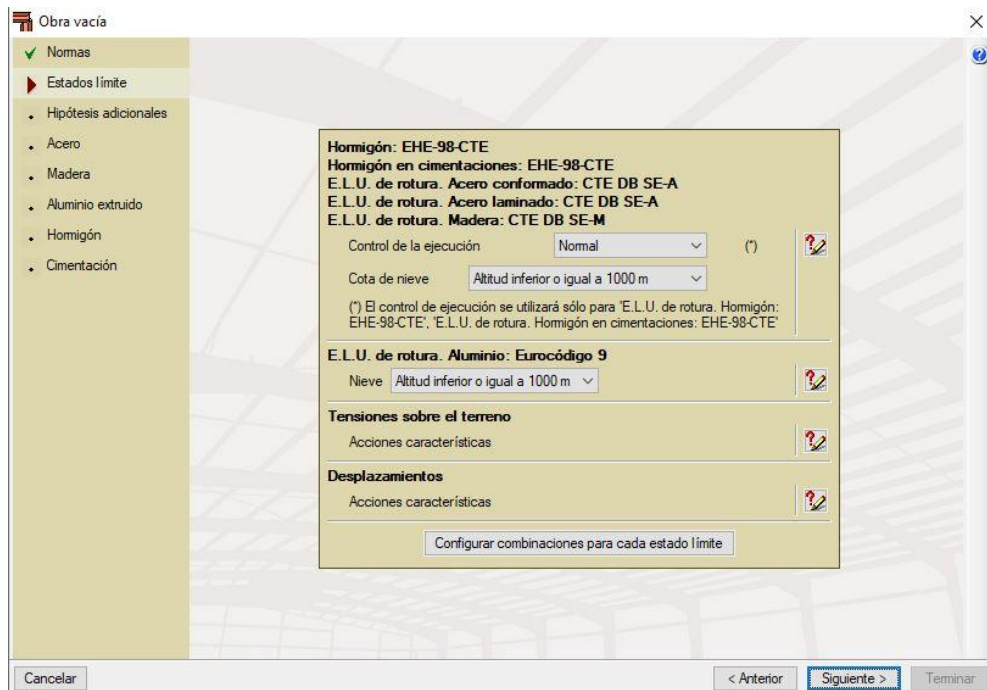 Obra vacía
Normas
Estados límite
Hipótesis adicionales
Acero
Madera
Aluminio extruido
Hormigón
Cimentación
Hormigón: EHE-98-CTE
Hormigón en cimentaciones: EHE-98-CTE
E.L.U. de rotura. Acero conformado: CTE DB SE-A
E.L.U. de rotura. Acero laminado: CTE DB SE-A
E.L.U. de rotura. Madera: CTE DB SE-M
Control de la ejecución Normal (*)
Cota de nieve Altitud inferior o igual a 1000 m
(*) El control de ejecución se utilizará sólo para 'E.L.U. de rotura. Hormigón:
EHE-98-CTE', 'E.L.U. de rotura. Hormigón en cimentaciones: EHE-98-CTE'
E.L.U. de rotura. Aluminio: Eurocódigo 9
Nieve Altitud inferior o igual a 1000 m
Tensiones sobre el terreno
Acciones características
Desplazamientos
Acciones características
Configurar combinaciones para cada estado límite
Cancelar < Anterior Siguiente > Terminar